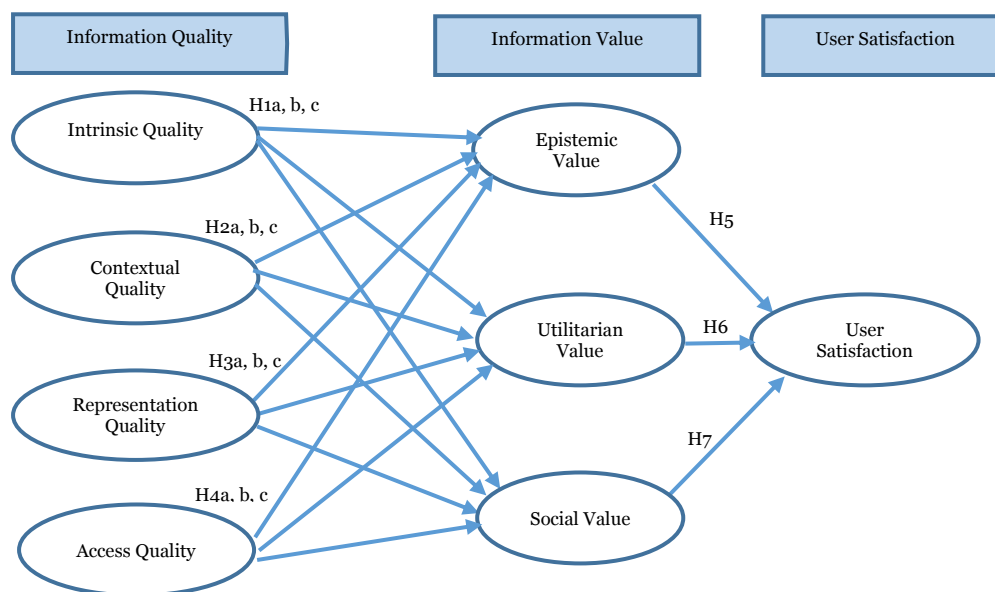 Information Quality
Information Value
User Satisfaction
H1a, b, c
Intrinsic Quality
Epistemic
Value
H2a, b, c
H5
Contextual
Quality
Utilitarian
Value
H6
User
Satisfaction
H3a, b, c
Representation
Quality
H7
H4a, b, c
Social Value
Access Quality